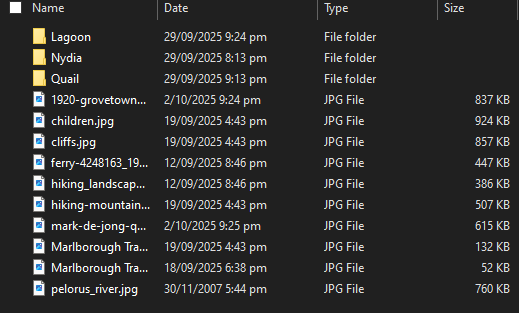 Name Date Type Size
Lagoon 29/09/2025 9:24 pm File folder
Nydia 29/09/2025 8:13 pm File folder
Quail 29/09/2025 9:13 pm File folder
1920-grovetown... 2/10/2025 9:24 pm JPG File 837 KB
children.jpg 19/09/2025 4:43 pm JPG File 924 KB
cliffs.jpg 19/09/2025 4:43 pm JPG File 857 KB
ferry-4248163_19... 12/09/2025 8:46 pm JPG File 447 KB
hiking_landscap... 12/09/2025 8:46 pm JPG File 386 KB
hiking-mountain... 19/09/2025 4:43 pm JPG File 507 KB
mark-de-jong-q... 2/10/2025 9:25 pm JPG File 615 KB
Marlborough Tra... 19/09/2025 4:43 pm JPG File 132 KB
Marlborough Tra... 18/09/2025 6:38 pm JPG File 52 KB
pelorus_river.jpg 30/11/2007 5:44 pm JPG File 760 KB